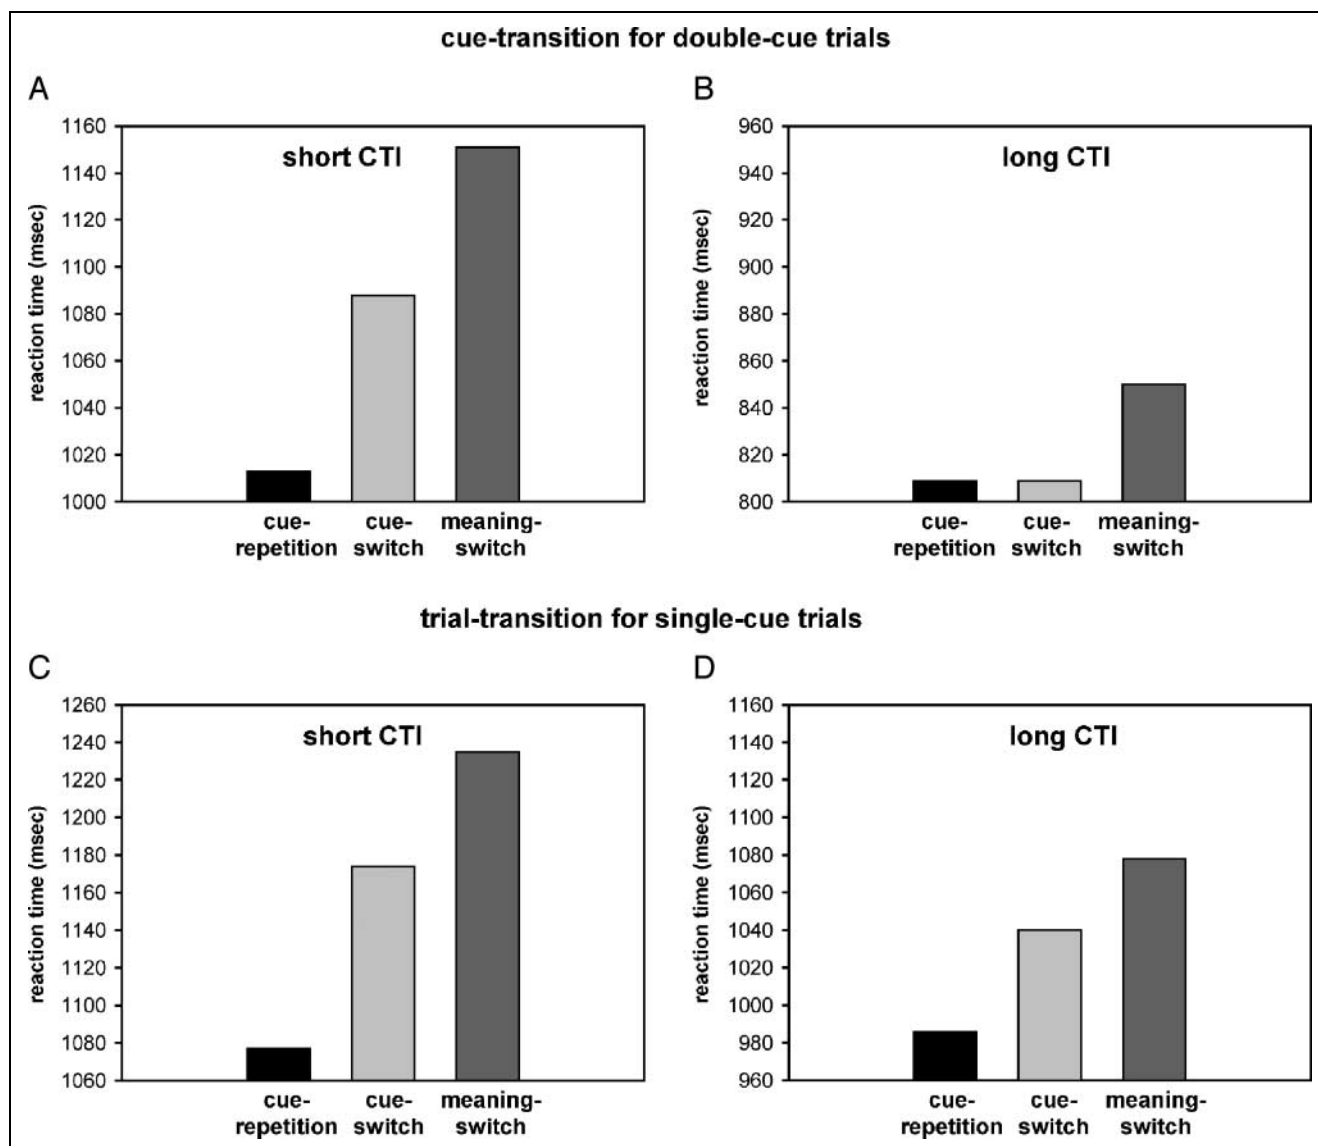 cue-transition for double-cue trials
A
B
short CTI
reaction time (msec)
1160
1140
1120
1100
1080
1060
1040
1020
1000
cue-
repetition
cue-
switch
meaning-
switch
long CTI
reaction time (msec)
960
940
920
900
880
860
840
820
800
cue-
repetition
cue-
switch
meaning-
switch
trial-transition for single-cue trials
C
D
short CTI
reaction time (msec)
1260
1240
1220
1200
1180
1160
1140
1120
1100
1080
1060
cue-
repetition
cue-
switch
meaning-
switch
long CTI
reaction time (msec)
1160
1140
1120
1100
1080
1060
1040
1020
1000
980
960
cue-
repetition
cue-
switch
meaning-
switch